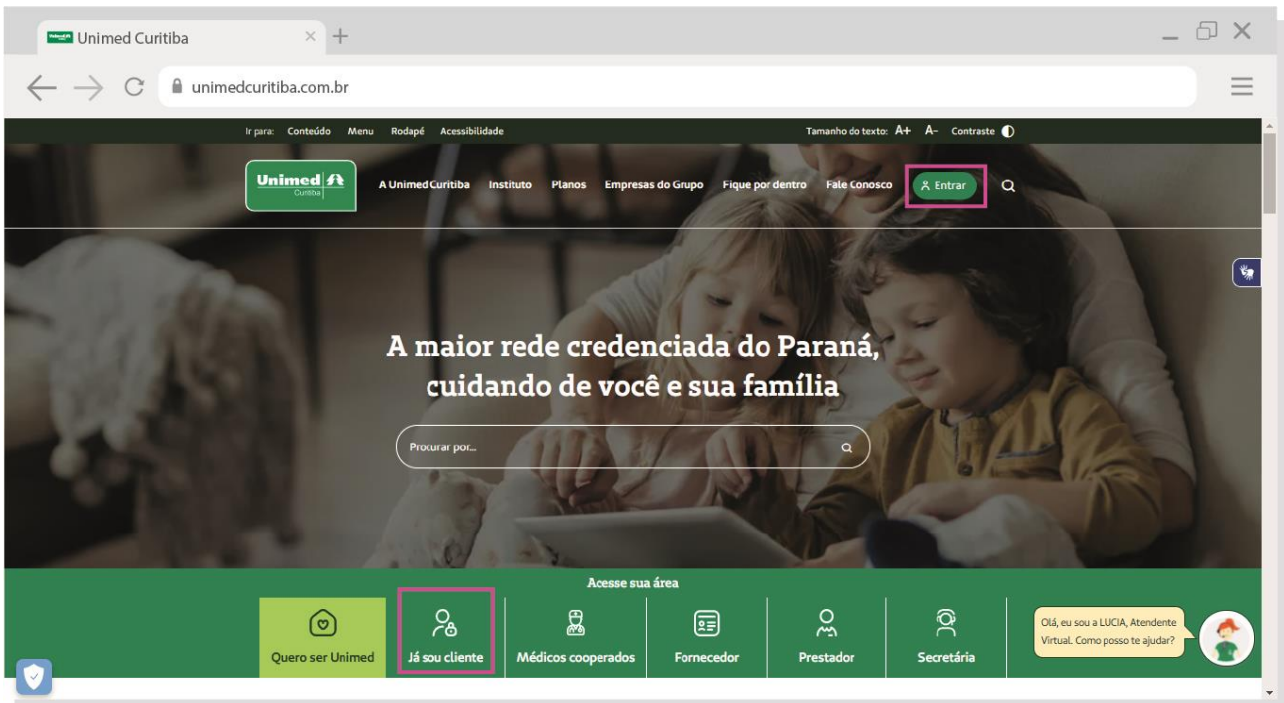 Unimed Curitiba
unimedcuritiba.com.br
Ir para: Conteúdo Menu Rodapé Acessibilidade
Tamanho do texto: A+ A- Contraste
Unimed
Curitiba
A Unimed Curitiba Instituto Planos Empresas do Grupo Fique por dentro Fale Conosco Entrar
A maior rede credenciada do Paraná,
cuidando de você e sua família
Procurar por...
Acesse sua área
Quero ser Unimed Já sou cliente Médicos cooperados Fornecedor Prestador Secretária
Olá, eu sou a LUCIA, Atendente
Virtual. Como posso te ajudar?